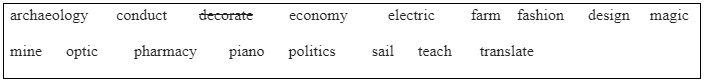 archaeology conduct decorate economy electric farm fashion design magic
mine optic pharmacy piano politics sail teach translate